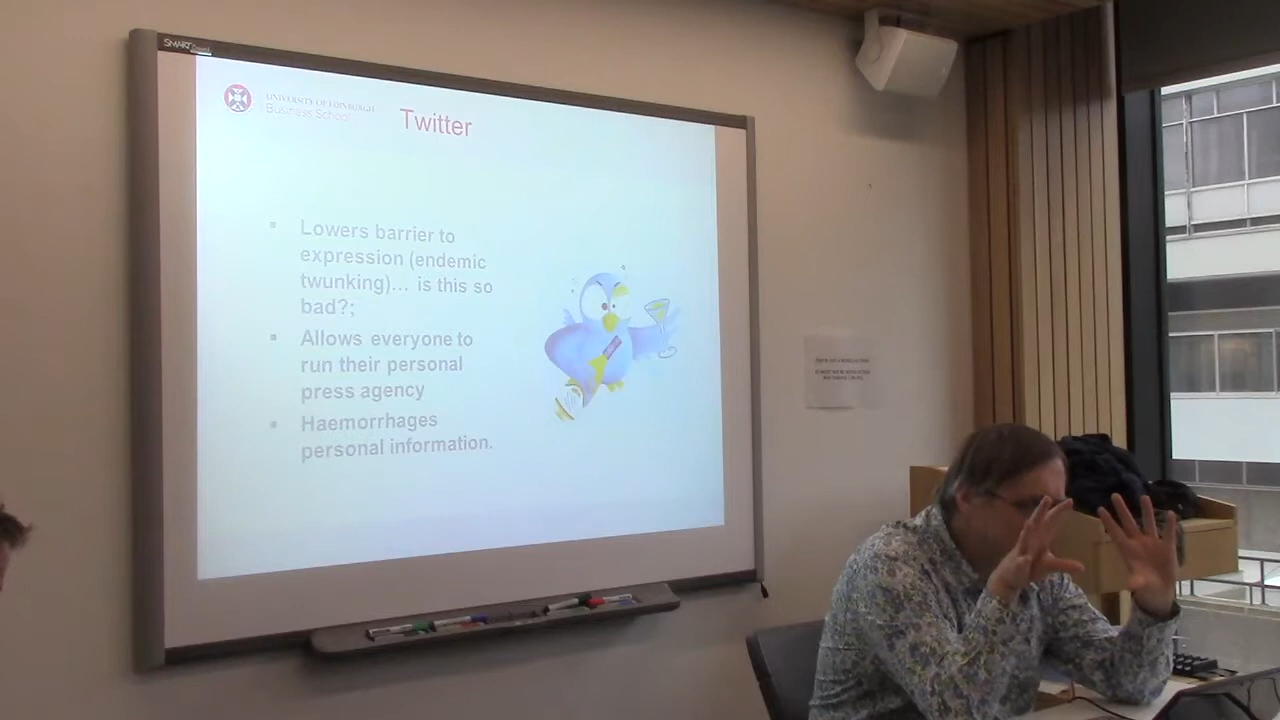 SMART
UNIVERSITY OF EDINBURGH
Business School
Twitter
Lowers barrier to
expression (endemic
twunking)... is this so
bad?;
Allows everyone to
run their personal
press agency
Haemorrhages
personal information.